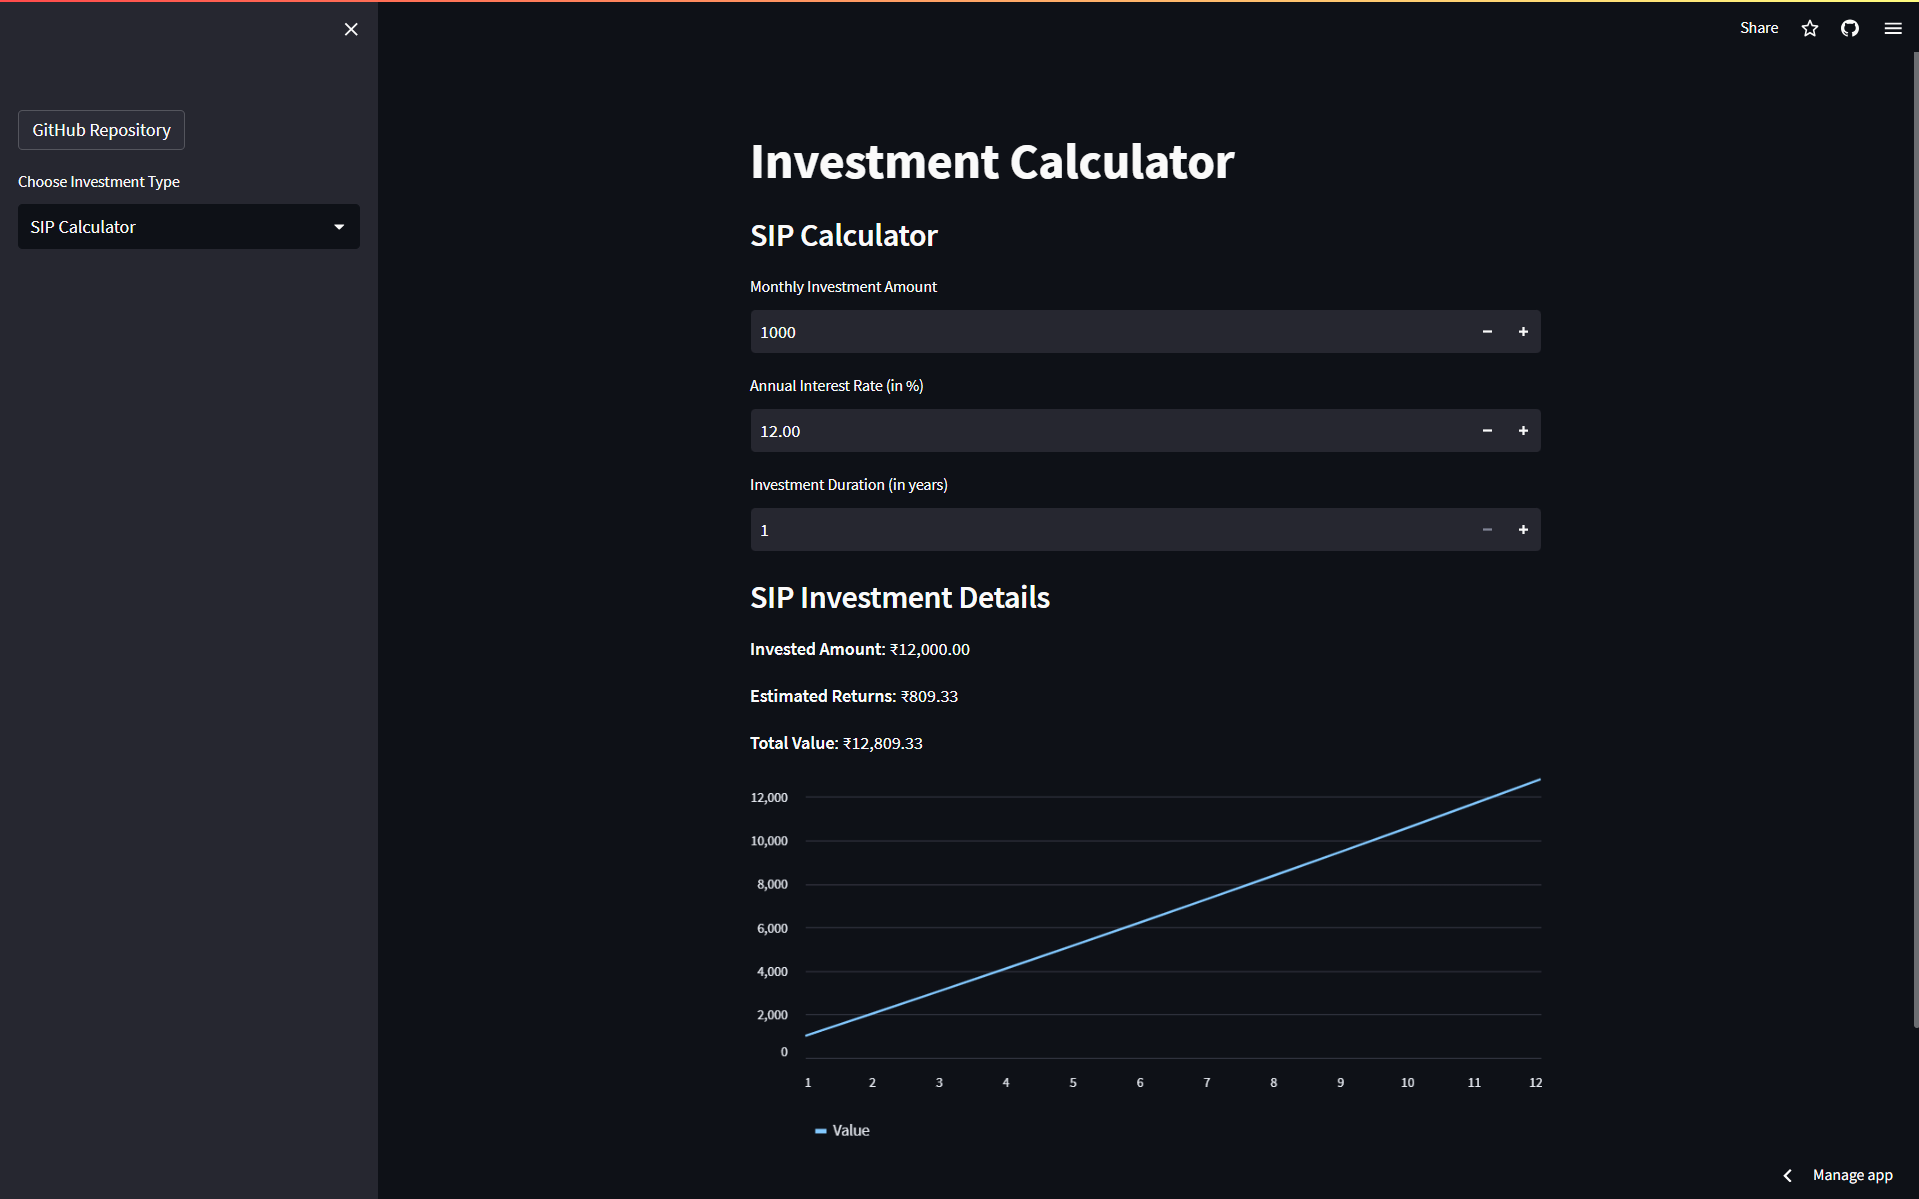 Share
GitHub Repository
Choose Investment Type
SIP Calculator
Investment Calculator
SIP Calculator
Monthly Investment Amount
1000
Annual Interest Rate (in %)
12.00
Investment Duration (in years)
1
SIP Investment Details
Invested Amount: ₹12,000.00
Estimated Returns: ₹809.33
Total Value: ₹12,809.33
12,000
10,000
8,000
6,000
4,000
2,000
0
1 2 3 4 5 6 7 8 9 10 11 12
Value
Manage app